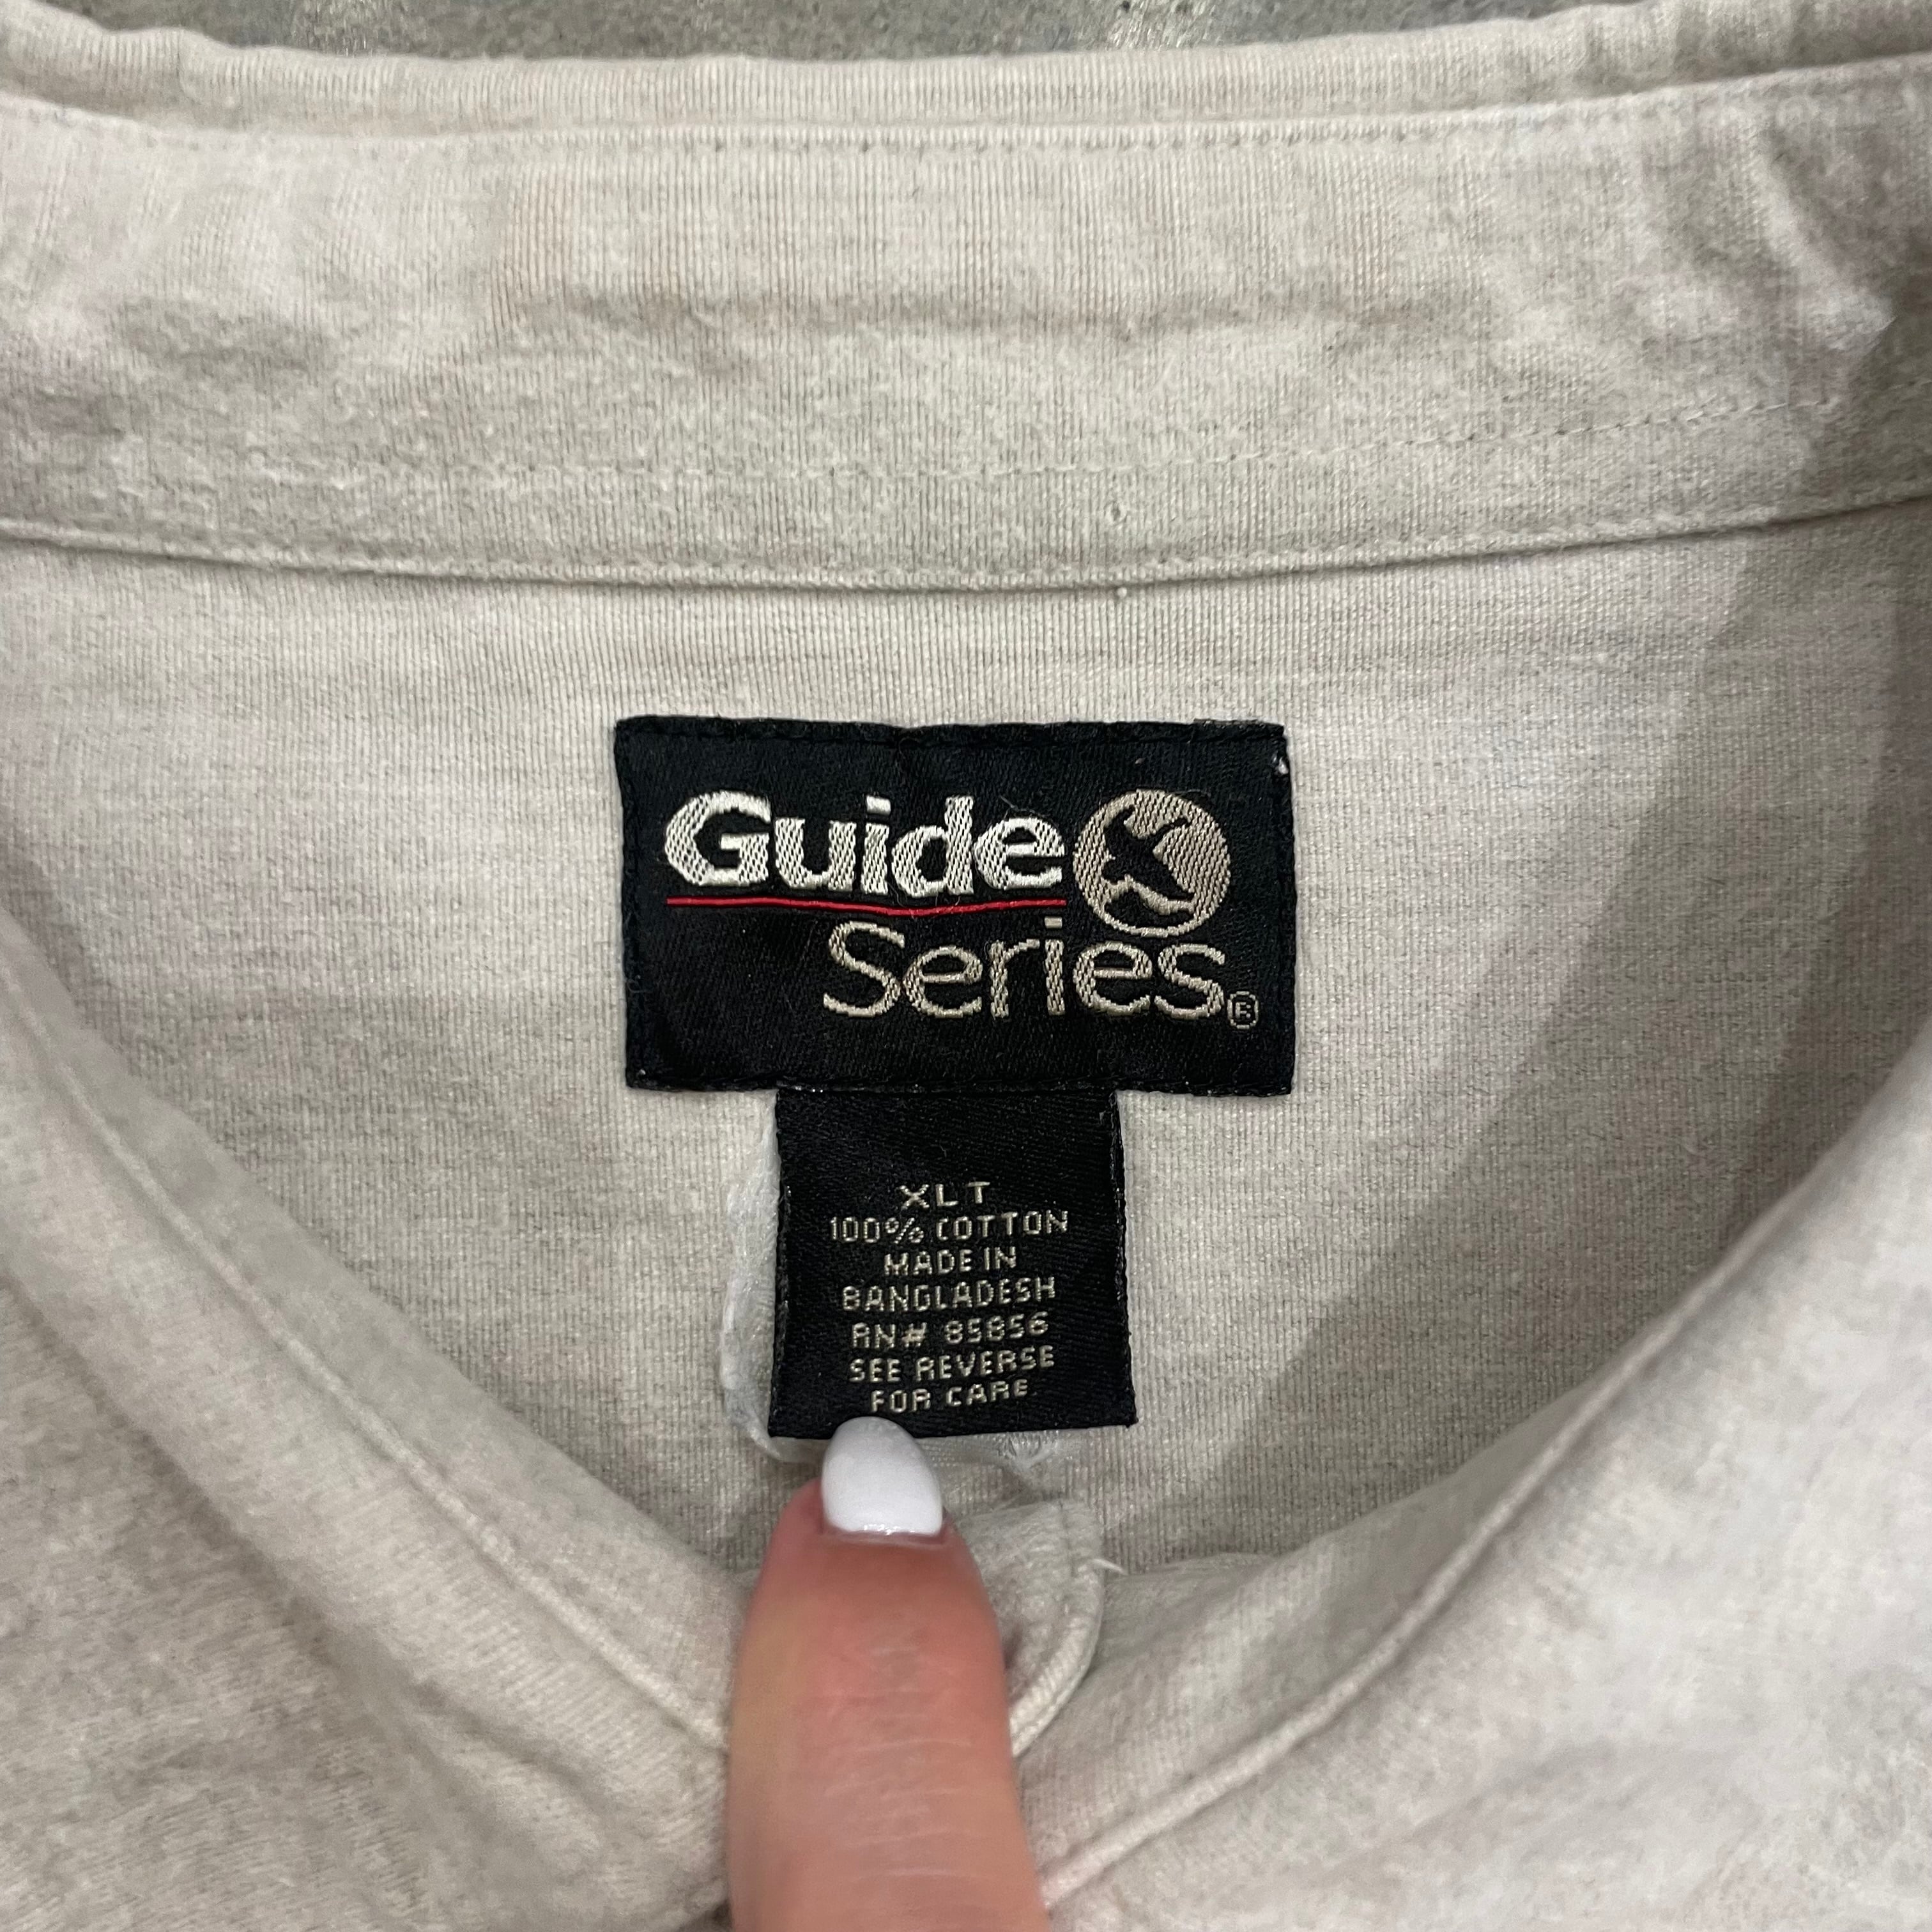 Guide
Series®
XLT
100% COTTON
MADE IN
BANGLADESH
RN# 85856
SEE REVERSE
FOR CARE